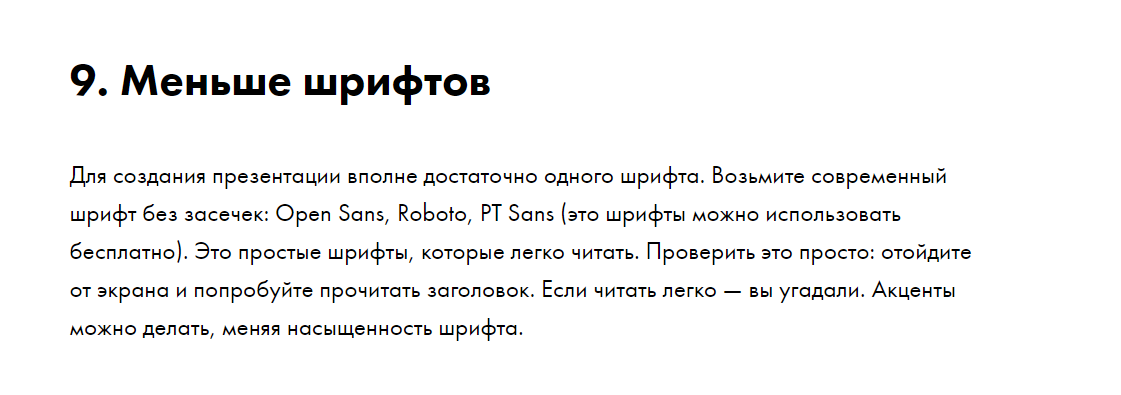 9. Меньше шрифтов
Для создания презентации вполне достаточно одного шрифта. Возьмите современный
шрифт без засечек: Open Sans, Roboto, PT Sans (это шрифты можно использовать
бесплатно). Это простые шрифты, которые легко читать. Проверить это просто: отойдите
от экрана и попробуйте прочитать заголовок. Если читать легко — вы угадали. Акценты
можно делать, меняя насыщенность шрифта.